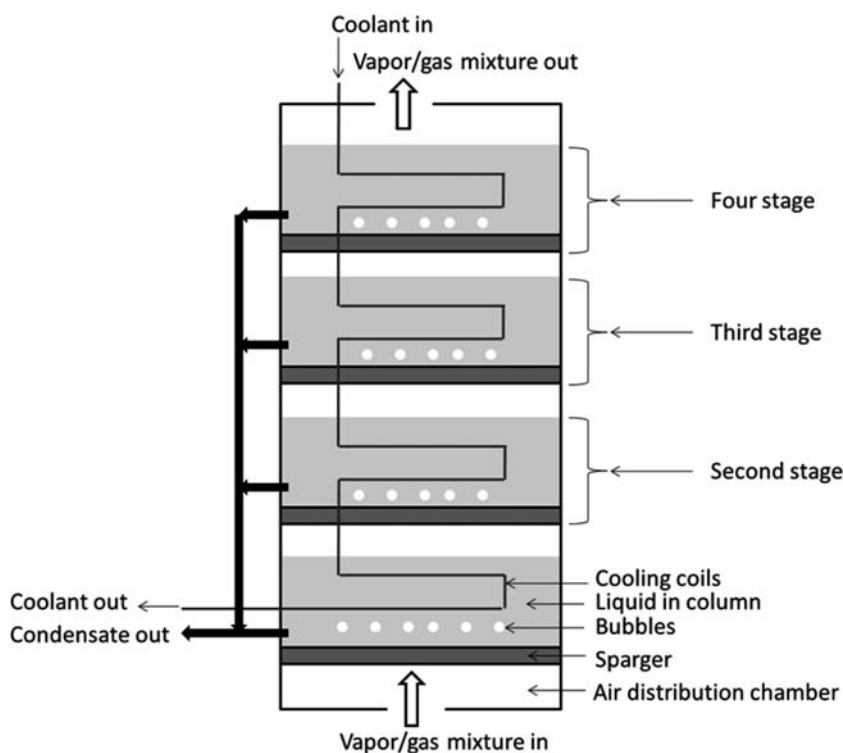 Coolant in
Vapor/gas mixture out
Four stage
Third stage
Second stage
Cooling coils
Coolant out
Liquid in column
Bubbles
Condensate out
Sparger
Air distribution chamber
Vapor/gas mixture in